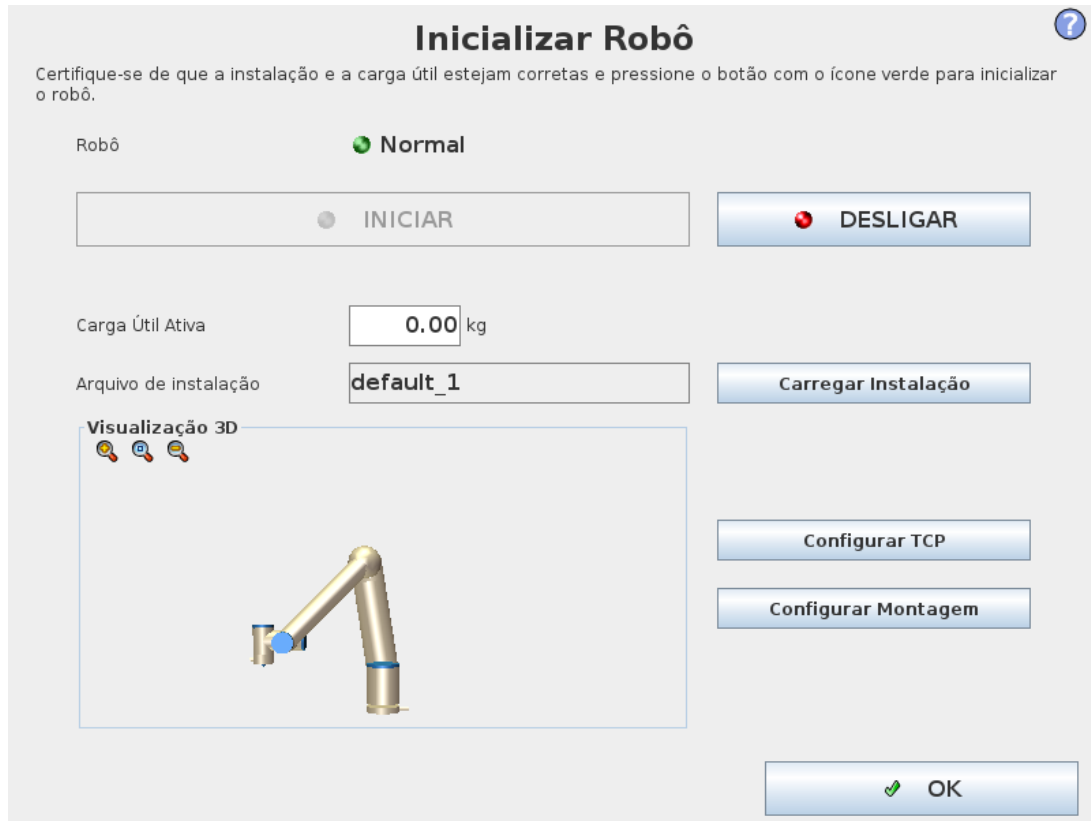 Inicializar Robô
?
Certifique-se de que a instalação e a carga útil estejam corretas e pressione o botão com o ícone verde para inicializar
o robô.
Robô
Normal
INICIAR
DESLIGAR
Carga Útil Ativa
0.00 kg
Arquivo de instalação
default_1
Carregar Instalação
Visualização 3D
Configurar TCP
Configurar Montagem
OK